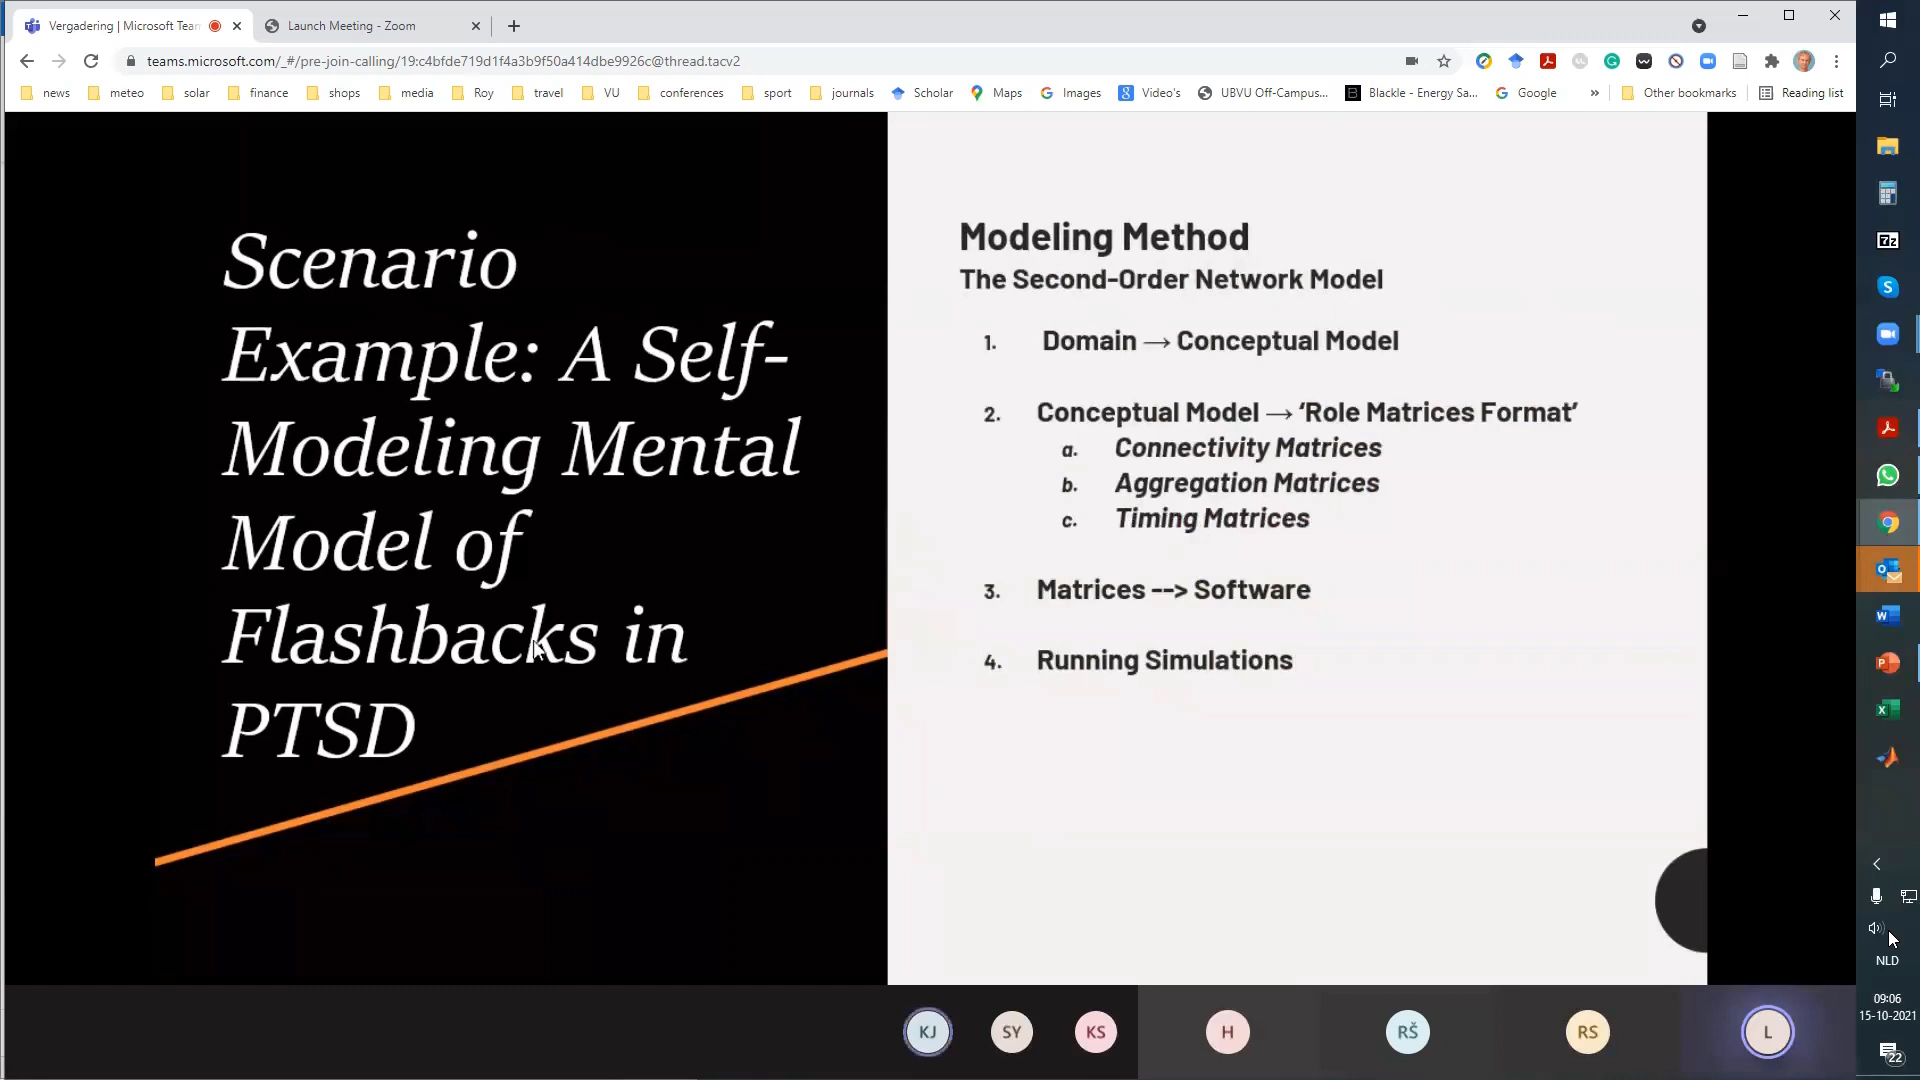 Vergadering | Microsoft Team
Launch Meeting - Zoom
teams.microsoft.com/_#/pre-join-calling/19:c4bfde719d1f4a3b9f50a414dbe9926c@thread.tacv2
news
meteo
solar
finance
shops
media
Roy
travel
VU
conferences
sport
journals
Scholar
Maps
Images
Video's
UBVU Off-Campus...
Blackle - Energy Sa...
Google
»
Other bookmarks
Reading list
Scenario
Example: A Self-
Modeling Mental
Model of
Flashbacks in
PTSD
Modeling Method
The Second-Order Network Model
1. Domain → Conceptual Model
2. Conceptual Model → ‘Role Matrices Format’
a. Connectivity Matrices
b. Aggregation Matrices
c. Timing Matrices
3. Matrices --> Software
4. Running Simulations
KJ
SY
KS
H
RŠ
RS
L
NLD
09:06
15-10-2021
22